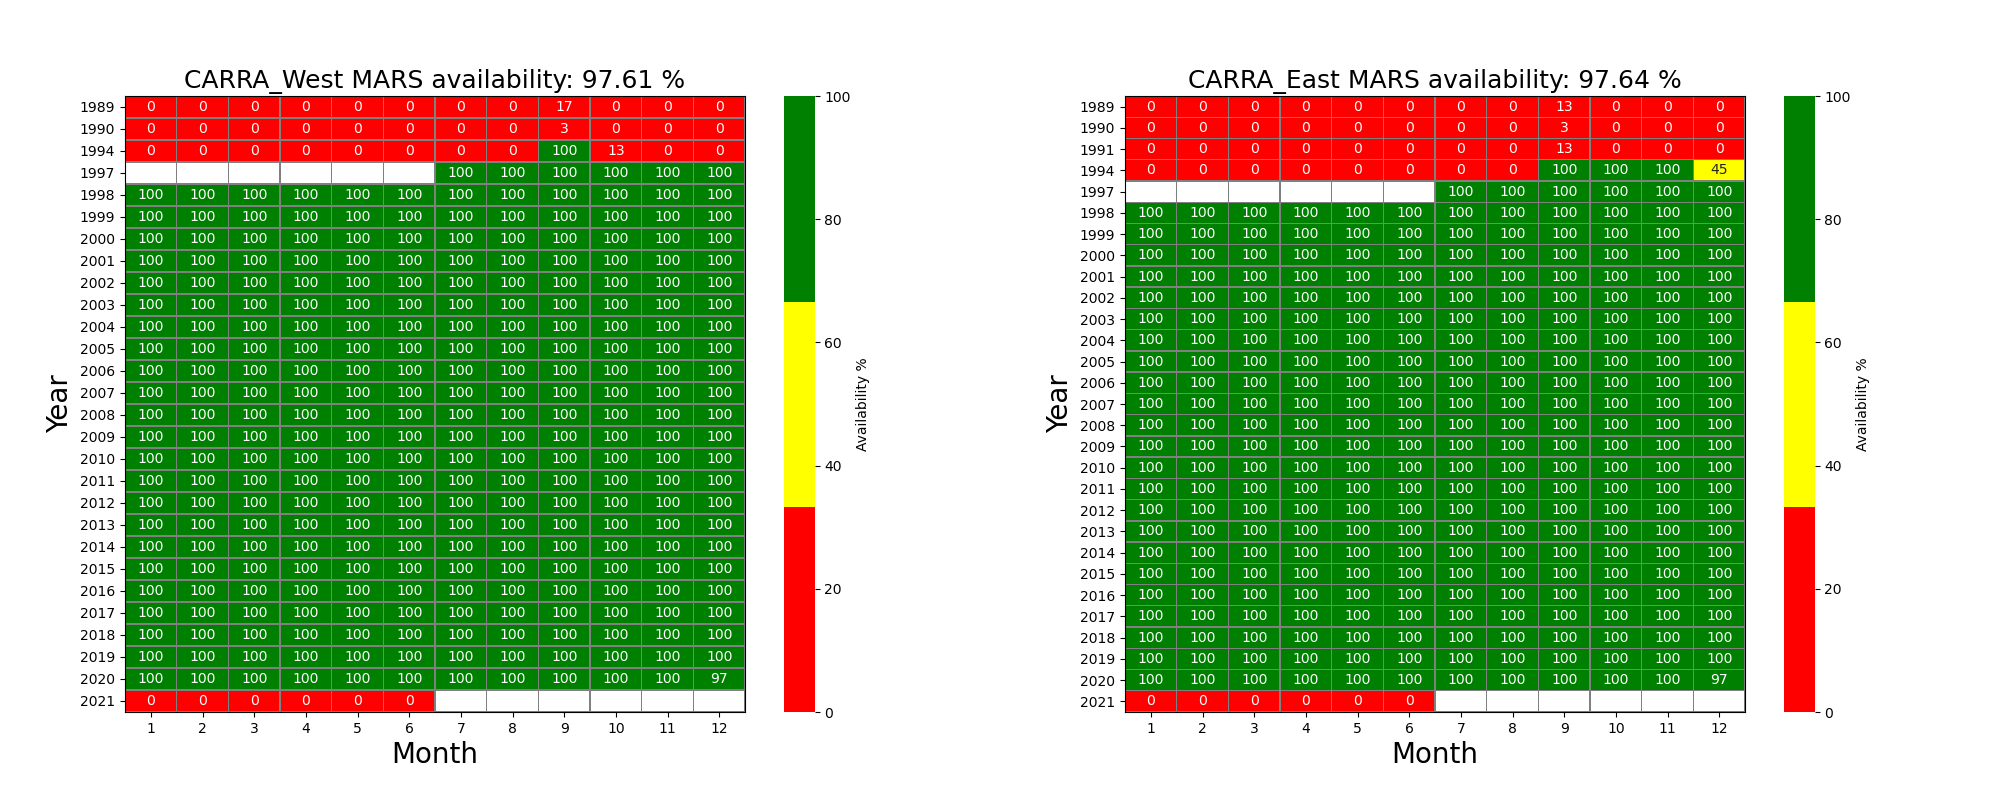 CARRA_West MARS availability: 97.61 %
Year
1989 0 0 0 0 0 0 0 0 17 0 0 0
1990 0 0 0 0 0 0 0 0 3 0 0 0
1994 0 0 0 0 0 0 0 0 100 13 0 0
1997 100 100 100 100 100 100
1998 100 100 100 100 100 100 100 100 100 100 100 100
1999 100 100 100 100 100 100 100 100 100 100 100 100
2000 100 100 100 100 100 100 100 100 100 100 100 100
2001 100 100 100 100 100 100 100 100 100 100 100 100
2002 100 100 100 100 100 100 100 100 100 100 100 100
2003 100 100 100 100 100 100 100 100 100 100 100 100
2004 100 100 100 100 100 100 100 100 100 100 100 100
2005 100 100 100 100 100 100 100 100 100 100 100 100
2006 100 100 100 100 100 100 100 100 100 100 100 100
2007 100 100 100 100 100 100 100 100 100 100 100 100
2008 100 100 100 100 100 100 100 100 100 100 100 100
2009 100 100 100 100 100 100 100 100 100 100 100 100
2010 100 100 100 100 100 100 100 100 100 100 100 100
2011 100 100 100 100 100 100 100 100 100 100 100 100
2012 100 100 100 100 100 100 100 100 100 100 100 100
2013 100 100 100 100 100 100 100 100 100 100 100 100
2014 100 100 100 100 100 100 100 100 100 100 100 100
2015 100 100 100 100 100 100 100 100 100 100 100 100
2016 100 100 100 100 100 100 100 100 100 100 100 100
2017 100 100 100 100 100 100 100 100 100 100 100 100
2018 100 100 100 100 100 100 100 100 100 100 100 100
2019 100 100 100 100 100 100 100 100 100 100 100 100
2020 100 100 100 100 100 100 100 100 100 100 100 97
2021 0 0 0 0 0 0
1 2 3 4 5 6 7 8 9 10 11 12
Month
100
80
60
40
20
0
Availability %
CARRA_East MARS availability: 97.64 %
Year
1989 0 0 0 0 0 0 0 0 13 0 0 0
1990 0 0 0 0 0 0 0 0 3 0 0 0
1991 0 0 0 0 0 0 0 0 13 0 0 0
1994 0 0 0 0 0 0 0 0 100 100 100 45
1997 100 100 100 100 100 100
1998 100 100 100 100 100 100 100 100 100 100 100 100
1999 100 100 100 100 100 100 100 100 100 100 100 100
2000 100 100 100 100 100 100 100 100 100 100 100 100
2001 100 100 100 100 100 100 100 100 100 100 100 100
2002 100 100 100 100 100 100 100 100 100 100 100 100
2003 100 100 100 100 100 100 100 100 100 100 100 100
2004 100 100 100 100 100 100 100 100 100 100 100 100
2005 100 100 100 100 100 100 100 100 100 100 100 100
2006 100 100 100 100 100 100 100 100 100 100 100 100
2007 100 100 100 100 100 100 100 100 100 100 100 100
2008 100 100 100 100 100 100 100 100 100 100 100 100
2009 100 100 100 100 100 100 100 100 100 100 100 100
2010 100 100 100 100 100 100 100 100 100 100 100 100
2011 100 100 100 100 100 100 100 100 100 100 100 100
2012 100 100 100 100 100 100 100 100 100 100 100 100
2013 100 100 100 100 100 100 100 100 100 100 100 100
2014 100 100 100 100 100 100 100 100 100 100 100 100
2015 100 100 100 100 100 100 100 100 100 100 100 100
2016 100 100 100 100 100 100 100 100 100 100 100 100
2017 100 100 100 100 100 100 100 100 100 100 100 100
2018 100 100 100 100 100 100 100 100 100 100 100 100
2019 100 100 100 100 100 100 100 100 100 100 100 100
2020 100 100 100 100 100 100 100 100 100 100 100 97
2021 0 0 0 0 0 0
1 2 3 4 5 6 7 8 9 10 11 12
Month
100
80
60
40
20
0
Availability %